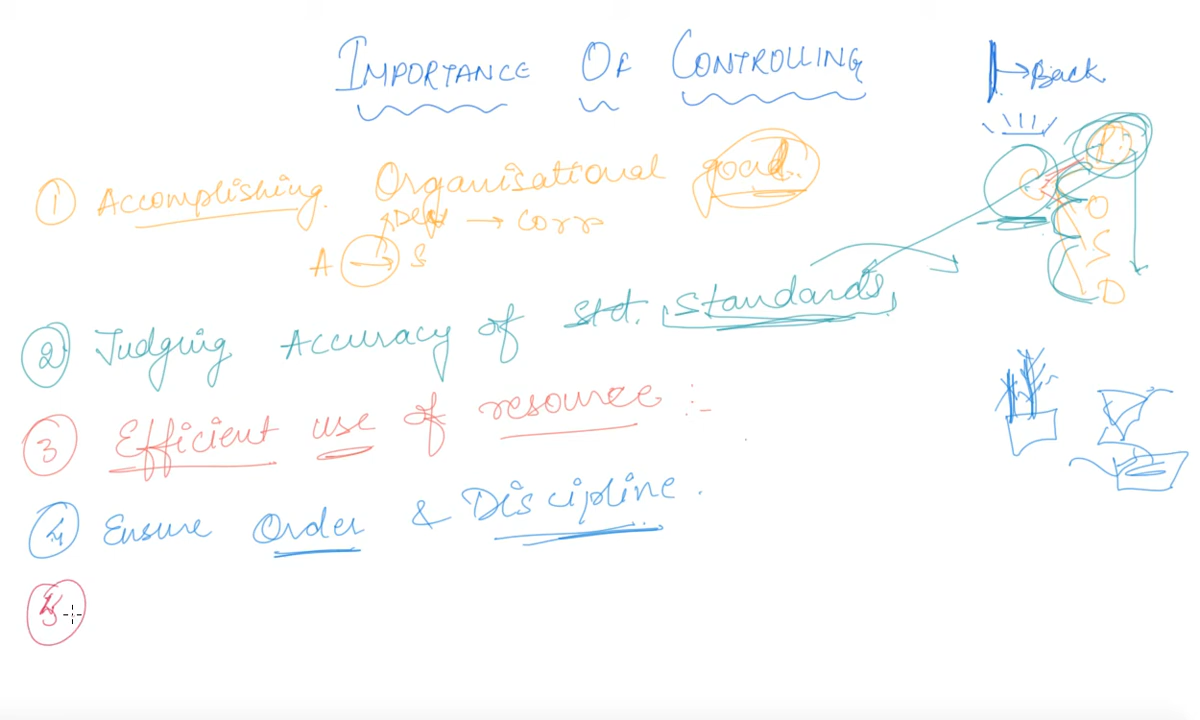 IMPORTANCE OF CONTROLLING
Back
① Accomplishing Organisational goal.
→ Corr
A → S
P
C
O
S
D
② Judging Accuracy of Std. Standards
③ Efficient use of resource :-
④ Ensure Order & Discipline.
⑤